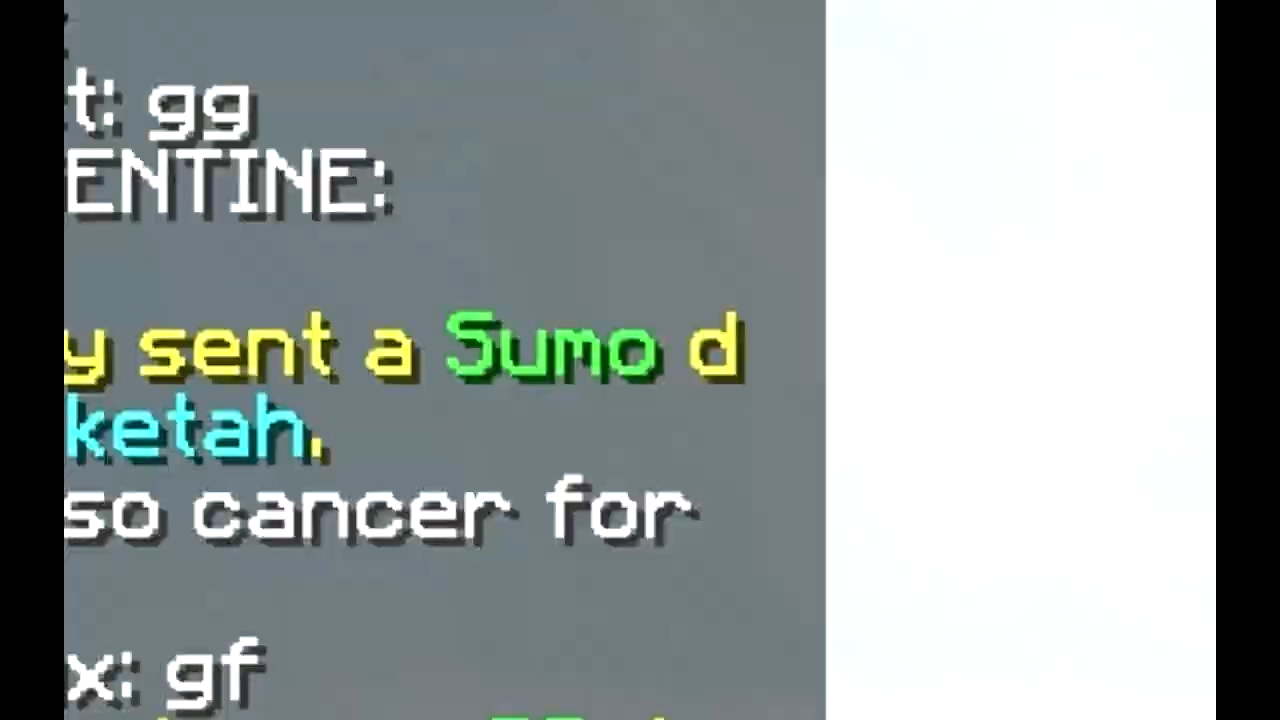 t: gg
ENTINE:
y sent a Sumo d
ketah.
so cancer for
x: gf